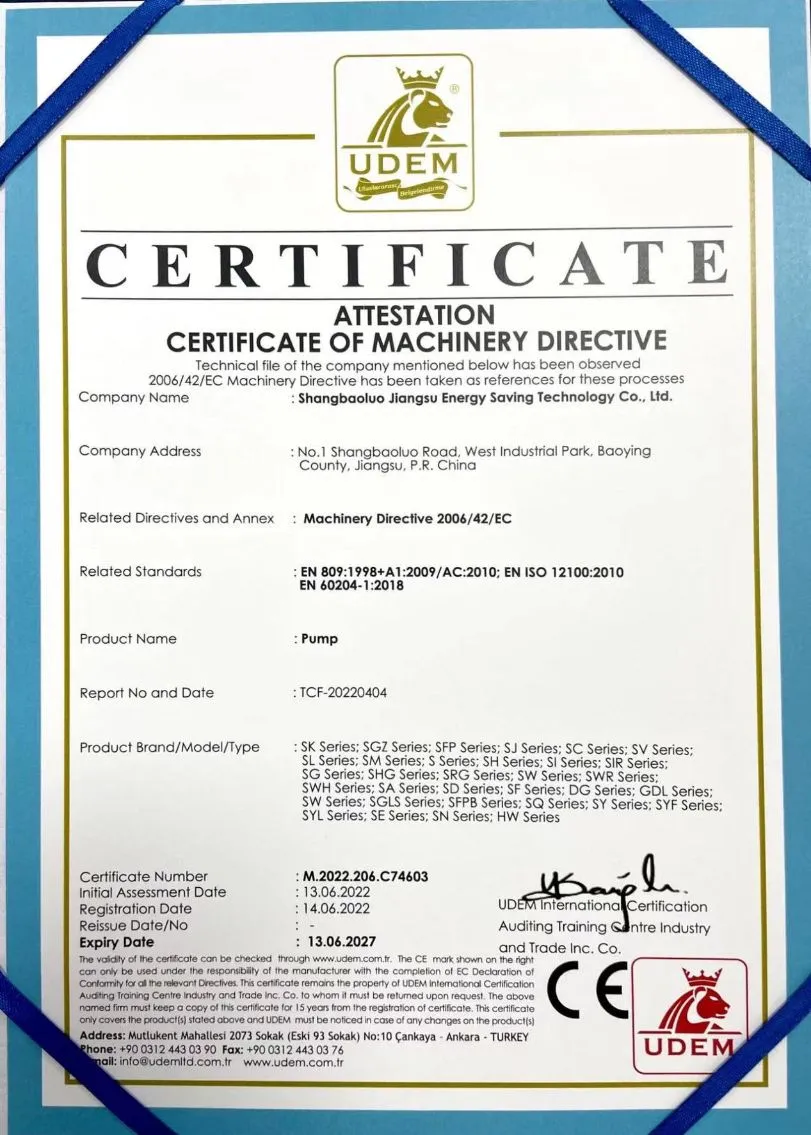 ®
UDEM
Uluslararası Belgelendirme
CERTIFICATE
ATTESTATION
CERTIFICATE OF MACHINERY DIRECTIVE
Technical file of the company mentioned below has been observed
2006/42/EC Machinery Directive has been taken as references for these processes
Company Name : Shangbaoluo Jiangsu Energy Saving Technology Co., Ltd.
Company Address : No.1 Shangbaoluo Road, West Industrial Park, Baoying
County, Jiangsu, P.R. China
Related Directives and Annex : Machinery Directive 2006/42/EC
Related Standards : EN 809:1998+A1:2009/AC:2010; EN ISO 12100:2010
EN 60204-1:2018
Product Name : Pump
Report No and Date : TCF-20220404
Product Brand/Model/Type : SK Series; SGZ Series; SFP Series; SJ Series; SC Series; SV Series;
SL Series; SM Series; S Series; SH Series; SI Series; SIR Series;
SG Series; SHG Series; SRG Series; SW Series; SWR Series;
SWH Series; SA Series; SD Series; SF Series; DG Series; GDL Series;
SW Series; SGLS Series; SFPB Series; SQ Series; SY Series; SYF Series;
SYL Series; SE Series; SN Series; HW Series
Certificate Number : M.2022.206.C74603
Initial Assessment Date : 13.06.2022
Registration Date : 14.06.2022
Reissue Date/No : -
Expiry Date : 13.06.2027
UDEM International Certification
Auditing Training Centre Industry
and Trade Inc. Co.
The validity of the certificate can be checked through www.udem.com.tr. The CE mark shown on the right
can only be used under the responsibility of the manufacturer with the completion of EC Declaration of
Conformity for all the relevant Directives. This certificate remains the property of UDEM International Certification
Auditing Training Centre Industry and Trade Inc. Co. to whom it must be returned upon request. The above
named firm must keep a copy of this certificate for 15 years from the registration of certificate. This certificate
only covers the product(s) stated above and UDEM must be noticed in case of any changes on the product(s)
Address: Mutlukent Mahallesi 2073 Sokak (Eski 93 Sokak) No:10 Çankaya - Ankara - TURKEY
Phone: +90 0312 443 03 90 Fax: +90 0312 443 03 76
mail: info@udemltd.com.tr www.udem.com.tr
CE
UDEM